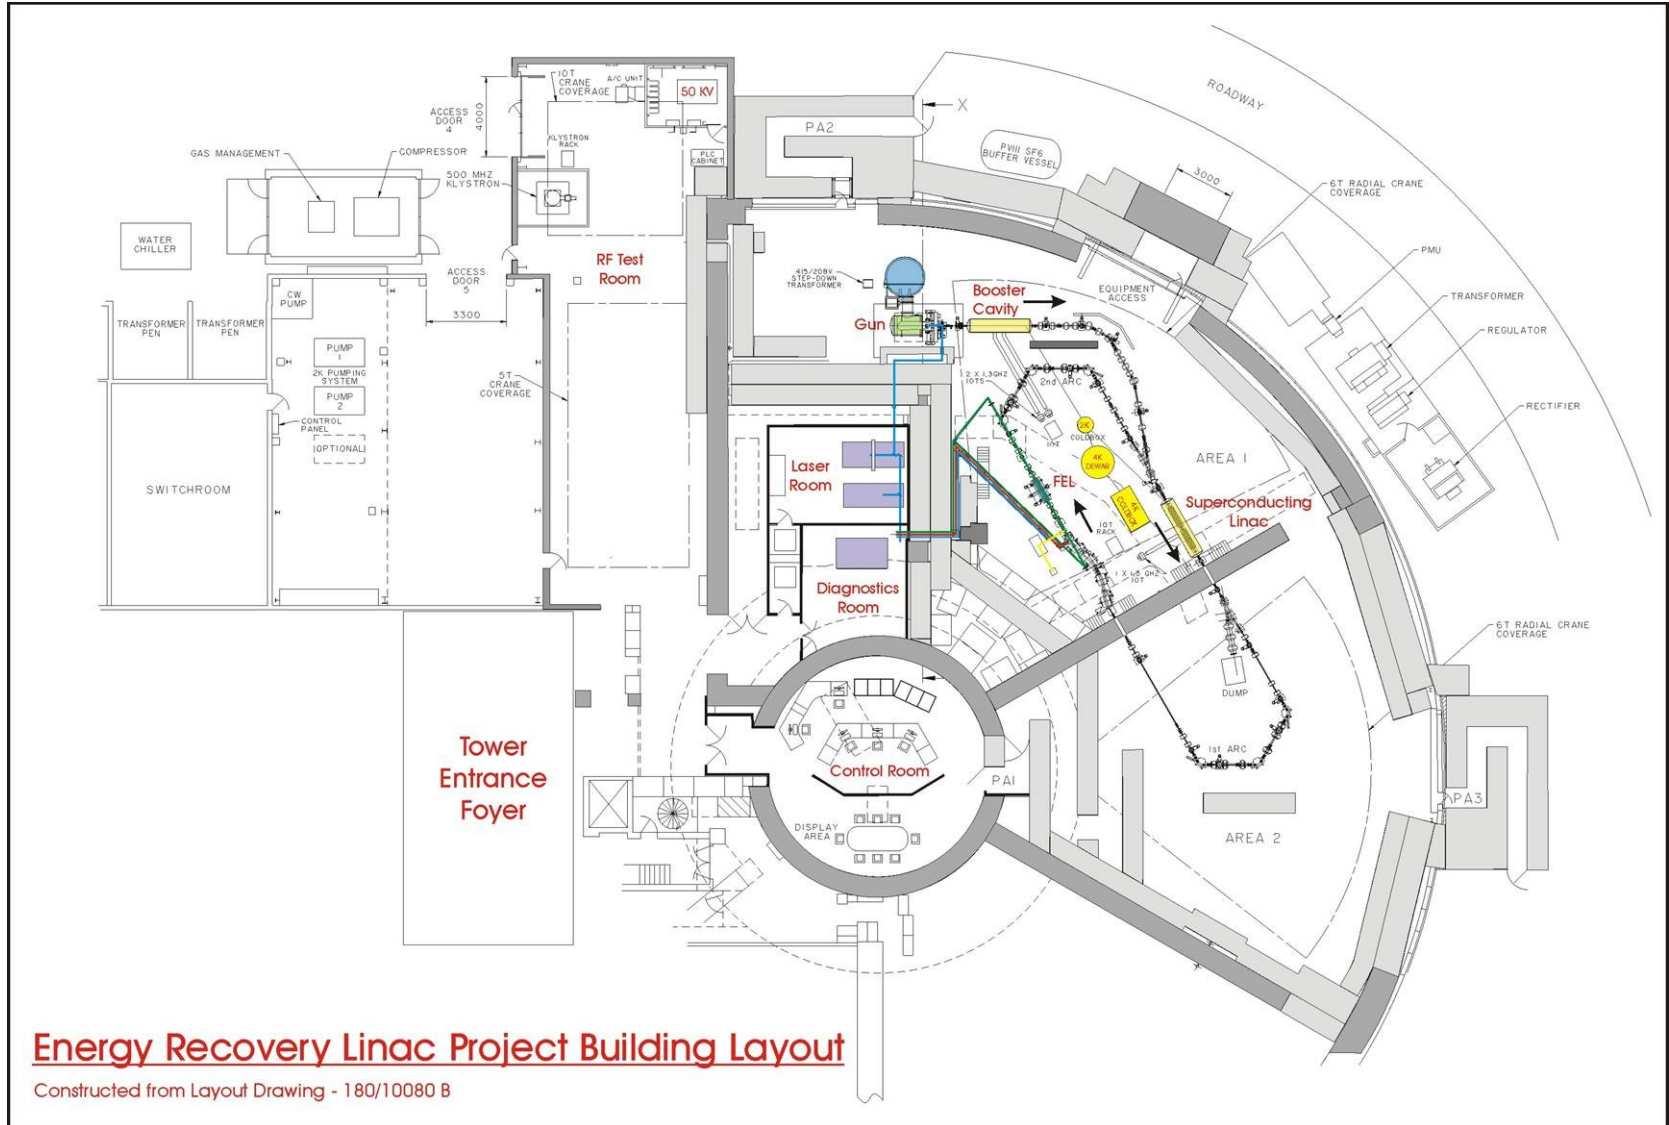 IOT
CRANE
COVERAGE
A/C UNIT
50 KV
ACCESS
DOOR
4
4000
KLYSTRON
RACK
PLC
CABINET
PA2
X
ROADWAY
PVIII SF6
BUFFER VESSEL
3000
6T RADIAL CRANE
COVERAGE
GAS MANAGEMENT
COMPRESSOR
500 MHZ
KLYSTRON
WATER
CHILLER
RF Test
Room
ACCESS
DOOR
5
3300
CW
PUMP
TRANSFORMER
PEN
TRANSFORMER
PEN
PUMP
1
2K PUMPING
SYSTEM
PUMP
2
CONTROL
PANEL
OPTIONAL
5T
CRANE
COVERAGE
SWITCHROOM
415/208V
STEP-DOWN
TRANSFORMER
Gun
Booster
Cavity
EQUIPMENT
ACCESS
PMU
TRANSFORMER
REGULATOR
RECTIFIER
2 X 1.3GHZ
IOTS
2nd ARC
IOT
2K
COLDBOX
4K
DEWAR
4K
COLDBOX
AREA 1
Laser
Room
FEL
Superconducting
Linac
IOT
RACK
1 X 1.3 GHZ
IOT
Diagnostics
Room
6T RADIAL CRANE
COVERAGE
DUMP
1st ARC
Tower
Entrance
Foyer
Control Room
PA1
PA3
DISPLAY
AREA
AREA 2
Energy Recovery Linac Project Building Layout
Constructed from Layout Drawing - 180/10080 B